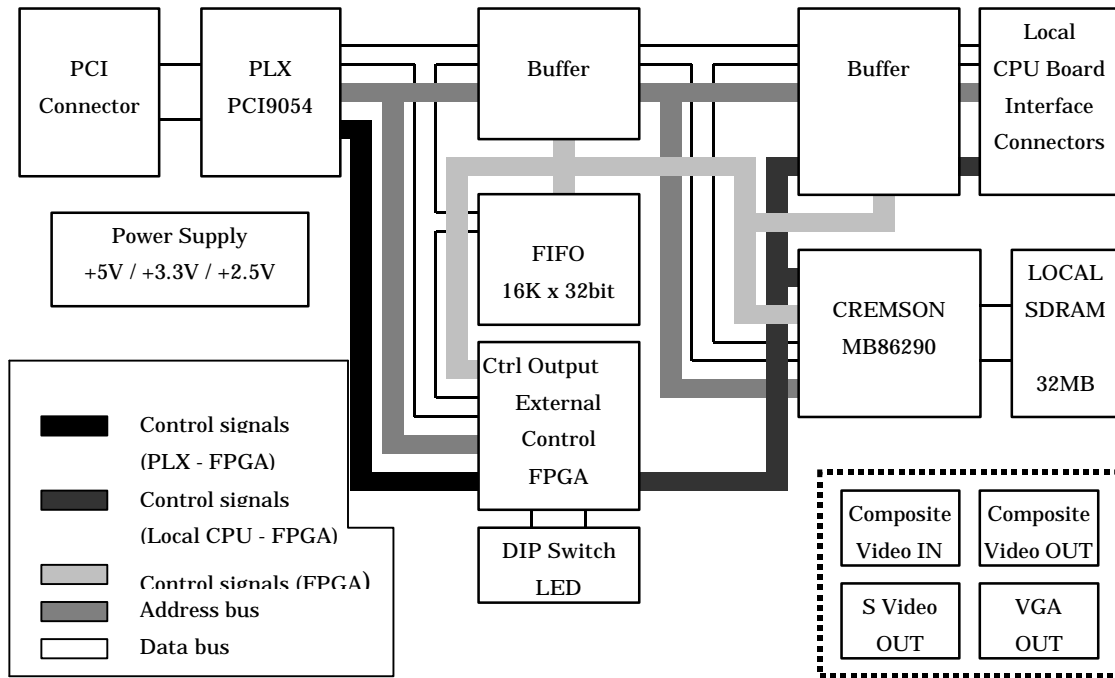 PCI
Connector
PLX
PCI9054
Buffer
Buffer
Local
CPU Board
Interface
Connectors
Power Supply
+5V / +3.3V / +2.5V
FIFO
16K x 32bit
CREMSON
MB86290
LOCAL
SDRAM
32MB
Ctrl Output
External
Control
FPGA
DIP Switch
LED
Control signals
(PLX - FPGA)
Control signals
(Local CPU - FPGA)
Control signals (FPGA)
Address bus
Data bus
Composite
Video IN
Composite
Video OUT
S Video
OUT
VGA
OUT